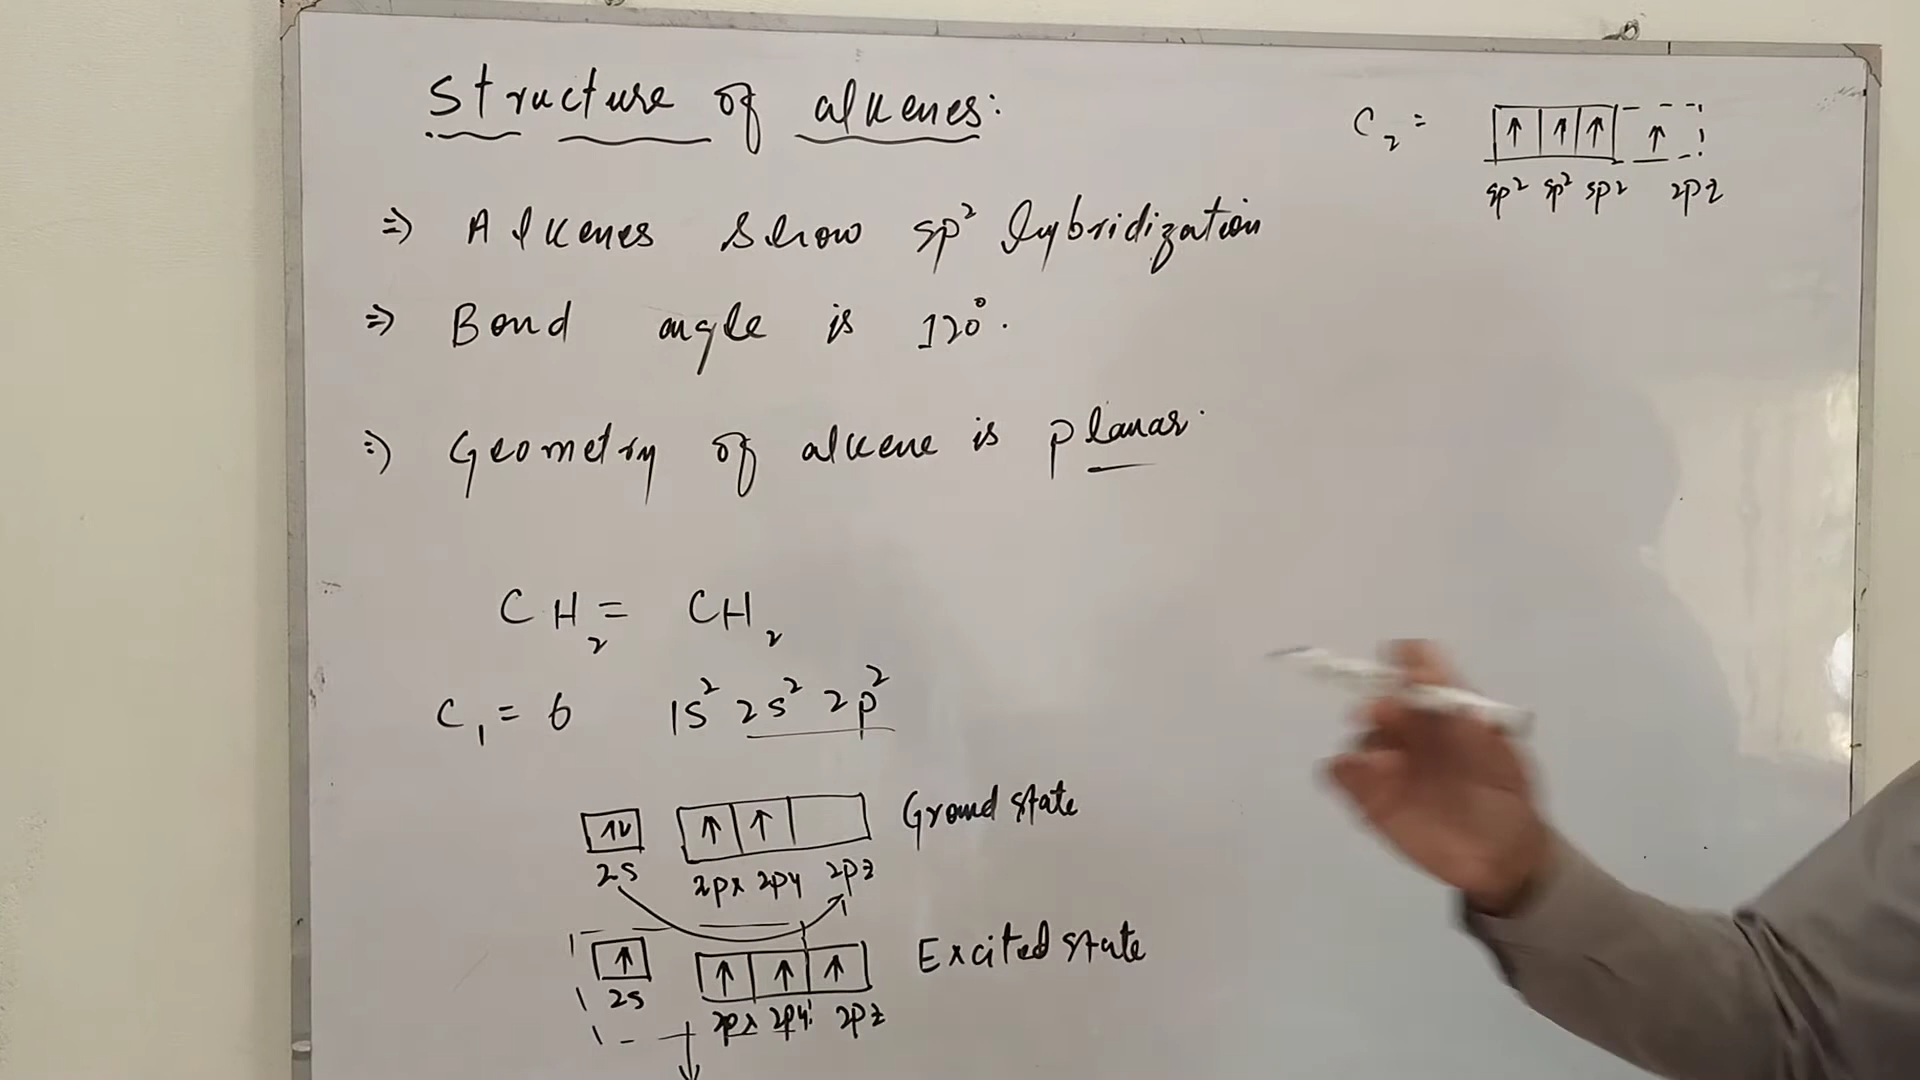 Structure of alkenes:
⇒ Alkenes show sp² hybridization
⇒ Bond angle is 120°.
⇒ Geometry of alkene is planar.
CH₂ = CH₂
C₁ = 6 1S² 2S² 2P²
↑↓ ↑ ↑ Ground state
2S 2px 2py 2pz
↑ ↑ ↑ ↑ Excited state
2S 2px 2py 2pz
C₂ = ↑ ↑ ↑ ↑
sp² sp² sp2 2pz